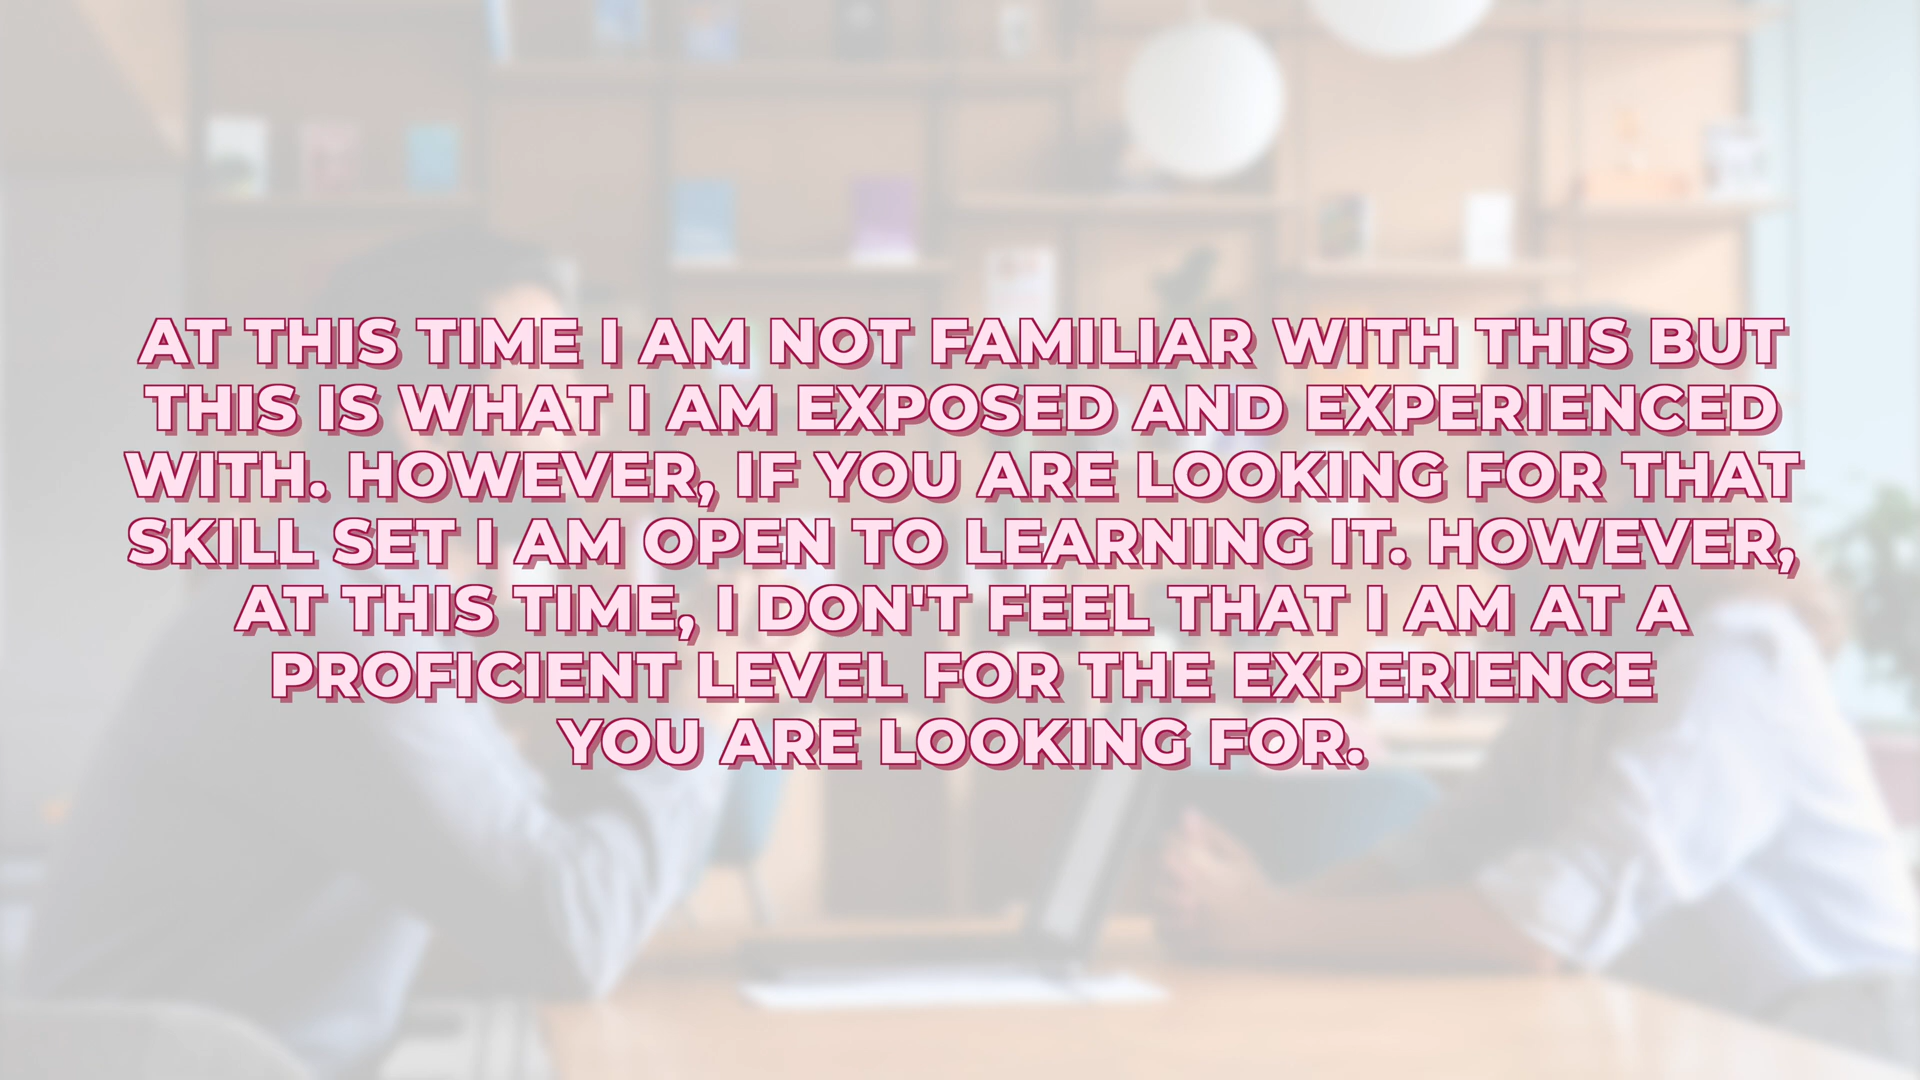 AT THIS TIME I AM NOT FAMILIAR WITH THIS BUT
THIS IS WHAT I AM EXPOSED AND EXPERIENCED
WITH. HOWEVER, IF YOU ARE LOOKING FOR THAT
SKILL SET I AM OPEN TO LEARNING IT. HOWEVER,
AT THIS TIME, I DON'T FEEL THAT I AM AT A
PROFICIENT LEVEL FOR THE EXPERIENCE
YOU ARE LOOKING FOR.